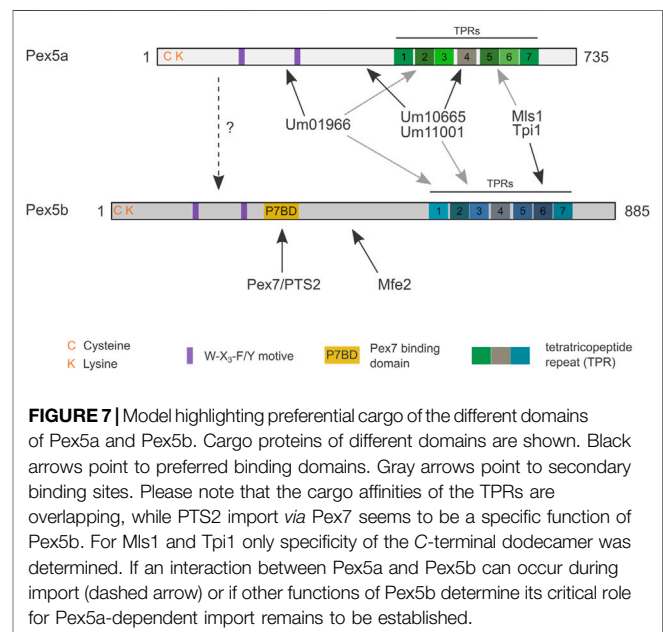 TPRs
Pex5a 1 C K 1 2 3 4 5 6 7 735
?
Um01966
Um10665
Um11001
Mls1
Tpi1
TPRs
Pex5b 1 C K P7BD 1 2 3 4 5 6 7 885
Pex7/PTS2
Mfe2
C Cysteine
K Lysine
W-X₃-F/Y motive
P7BD Pex7 binding
domain
tetratricopeptide
repeat (TPR)
FIGURE 7 | Model highlighting preferential cargo of the different domains
of Pex5a and Pex5b. Cargo proteins of different domains are shown. Black
arrows point to preferred binding domains. Gray arrows point to secondary
binding sites. Please note that the cargo affinities of the TPRs are
overlapping, while PTS2 import via Pex7 seems to be a specific function of
Pex5b. For Mls1 and Tpi1 only specificity of the C-terminal dodecamer was
determined. If an interaction between Pex5a and Pex5b can occur during
import (dashed arrow) or if other functions of Pex5b determine its critical role
for Pex5a-dependent import remains to be established.